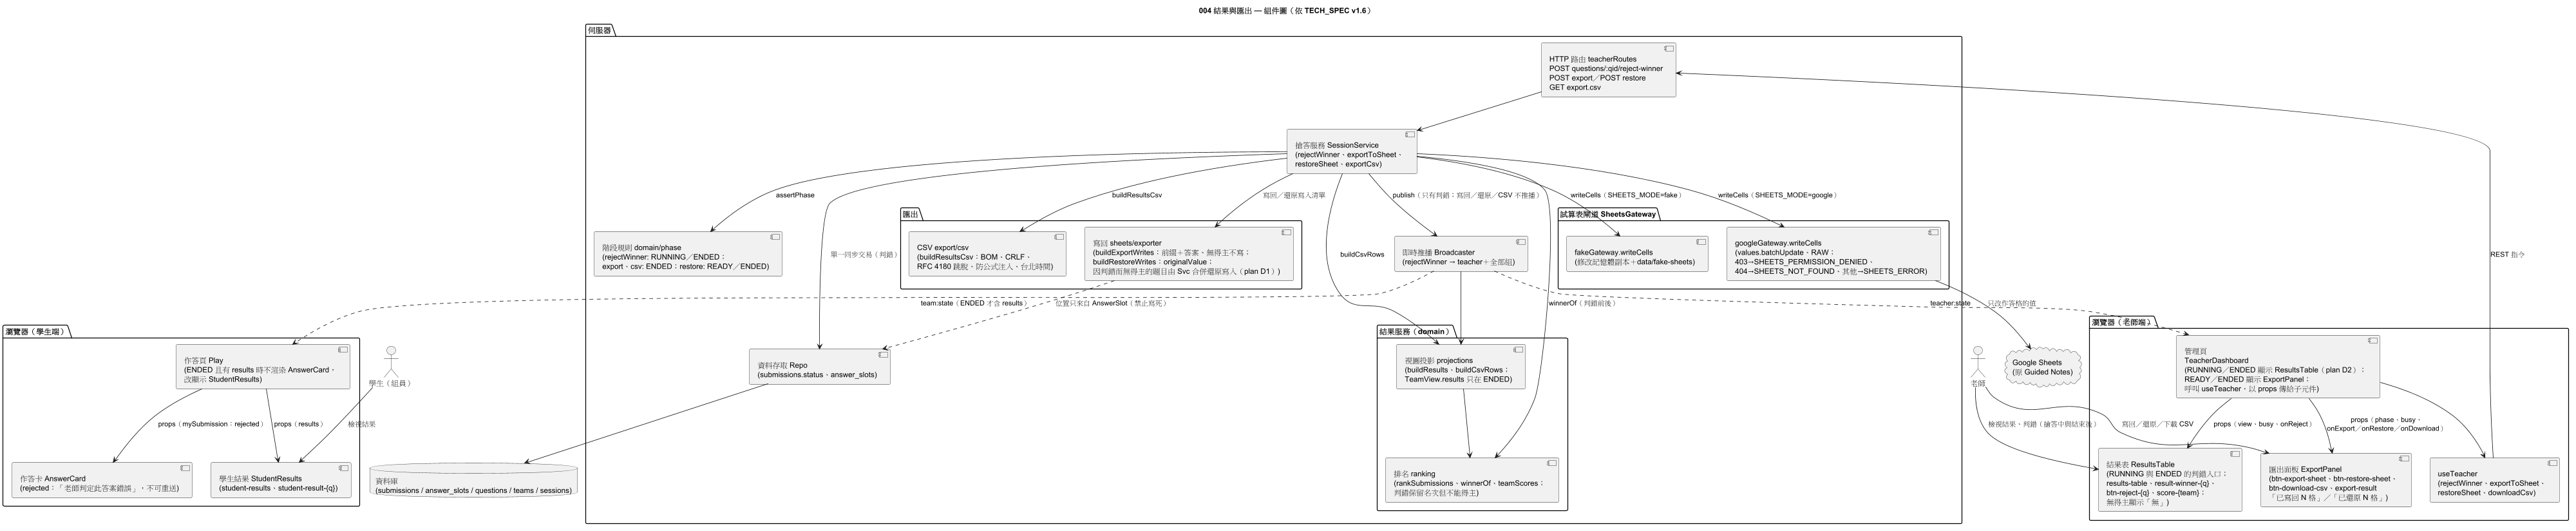 004 結果與匯出 — 組件圖（依 TECH_SPEC v1.6）
伺服器
HTTP 路由 teacherRoutes
POST questions/:qid/reject-winner
POST export／POST restore
GET export.csv
搶答服務 SessionService
(rejectWinner、exportToSheet、
restoreSheet、exportCsv)
assertPhase
單一同步交易（判錯）
buildResultsCsv
寫回／還原寫入清單
buildCsvRows
publish（只有判錯；寫回／還原／CSV 不推播）
winnerOf（判錯前後）
writeCells（SHEETS_MODE=fake）
writeCells（SHEETS_MODE=google）
REST 指令
階段規則 domain/phase
(rejectWinner: RUNNING／ENDED；
export、csv: ENDED；restore: READY／ENDED)
匯出
CSV export/csv
(buildResultsCsv：BOM、CRLF、
RFC 4180 跳脫、防公式注入、台北時間)
寫回 sheets/exporter
(buildExportWrites：前綴＋答案、無得主不寫；
buildRestoreWrites：originalValue；
因判錯而無得主的題目由 Svc 合併還原寫入（plan D1）)
即時推播 Broadcaster
(rejectWinner → teacher＋全部組)
試算表閘道 SheetsGateway
fakeGateway.writeCells
(修改記憶體副本＋data/fake-sheets)
googleGateway.writeCells
(values.batchUpdate、RAW；
403→SHEETS_PERMISSION_DENIED、
404→SHEETS_NOT_FOUND、其他→SHEETS_ERROR)
team:state（ENDED 才含 results）
位置只來自 AnswerSlot（禁止寫死）
teacher:state
只改作答格的值
資料存取 Repo
(submissions.status、answer_slots)
結果服務（domain）
視圖投影 projections
(buildResults、buildCsvRows；
TeamView.results 只在 ENDED)
排名 ranking
(rankSubmissions、winnerOf、teamScores；
判錯保留名次但不能得主)
瀏覽器（學生端）
作答頁 Play
(ENDED 且有 results 時不渲染 AnswerCard，
改顯示 StudentResults)
props（mySubmission：rejected）
props（results）
作答卡 AnswerCard
(rejected：「老師判定此答案錯誤」，不可重送)
學生結果 StudentResults
(student-results、student-result-{q})
學生（組員）
檢視結果
資料庫
(submissions / answer_slots / questions / teams / sessions)
老師
Google Sheets
(原 Guided Notes)
檢視結果、判錯（搶答中與結束後）
寫回／還原／下載 CSV
瀏覽器（老師端）
管理頁
TeacherDashboard
(RUNNING／ENDED 顯示 ResultsTable（plan D2）；
READY／ENDED 顯示 ExportPanel；
呼叫 useTeacher、以 props 傳給子元件)
props（view、busy、onReject）
props（phase、busy、
onExport／onRestore／onDownload）
結果表 ResultsTable
(RUNNING 與 ENDED 的判錯入口；
results-table、result-winner-{q}、
btn-reject-{q}、score-{team}；
無得主顯示「無」)
匯出面板 ExportPanel
(btn-export-sheet、btn-restore-sheet、
btn-download-csv、export-result
「已寫回 N 格」／「已還原 N 格」)
useTeacher
(rejectWinner、exportToSheet、
restoreSheet、downloadCsv)